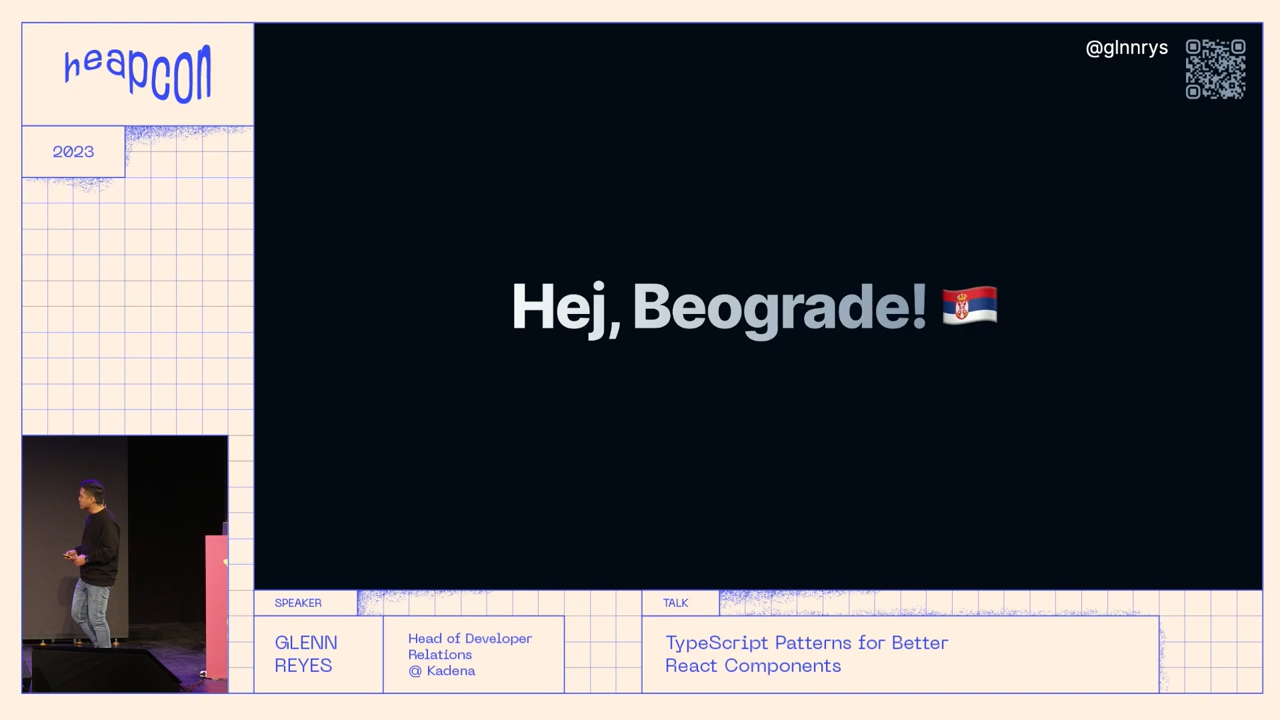 heapcon
2023
@glnnrys
Hej, Beograde! 🇷🇸
SPEAKER
GLENN
REYES
Head of Developer
Relations
@ Kadena
TALK
TypeScript Patterns for Better
React Components